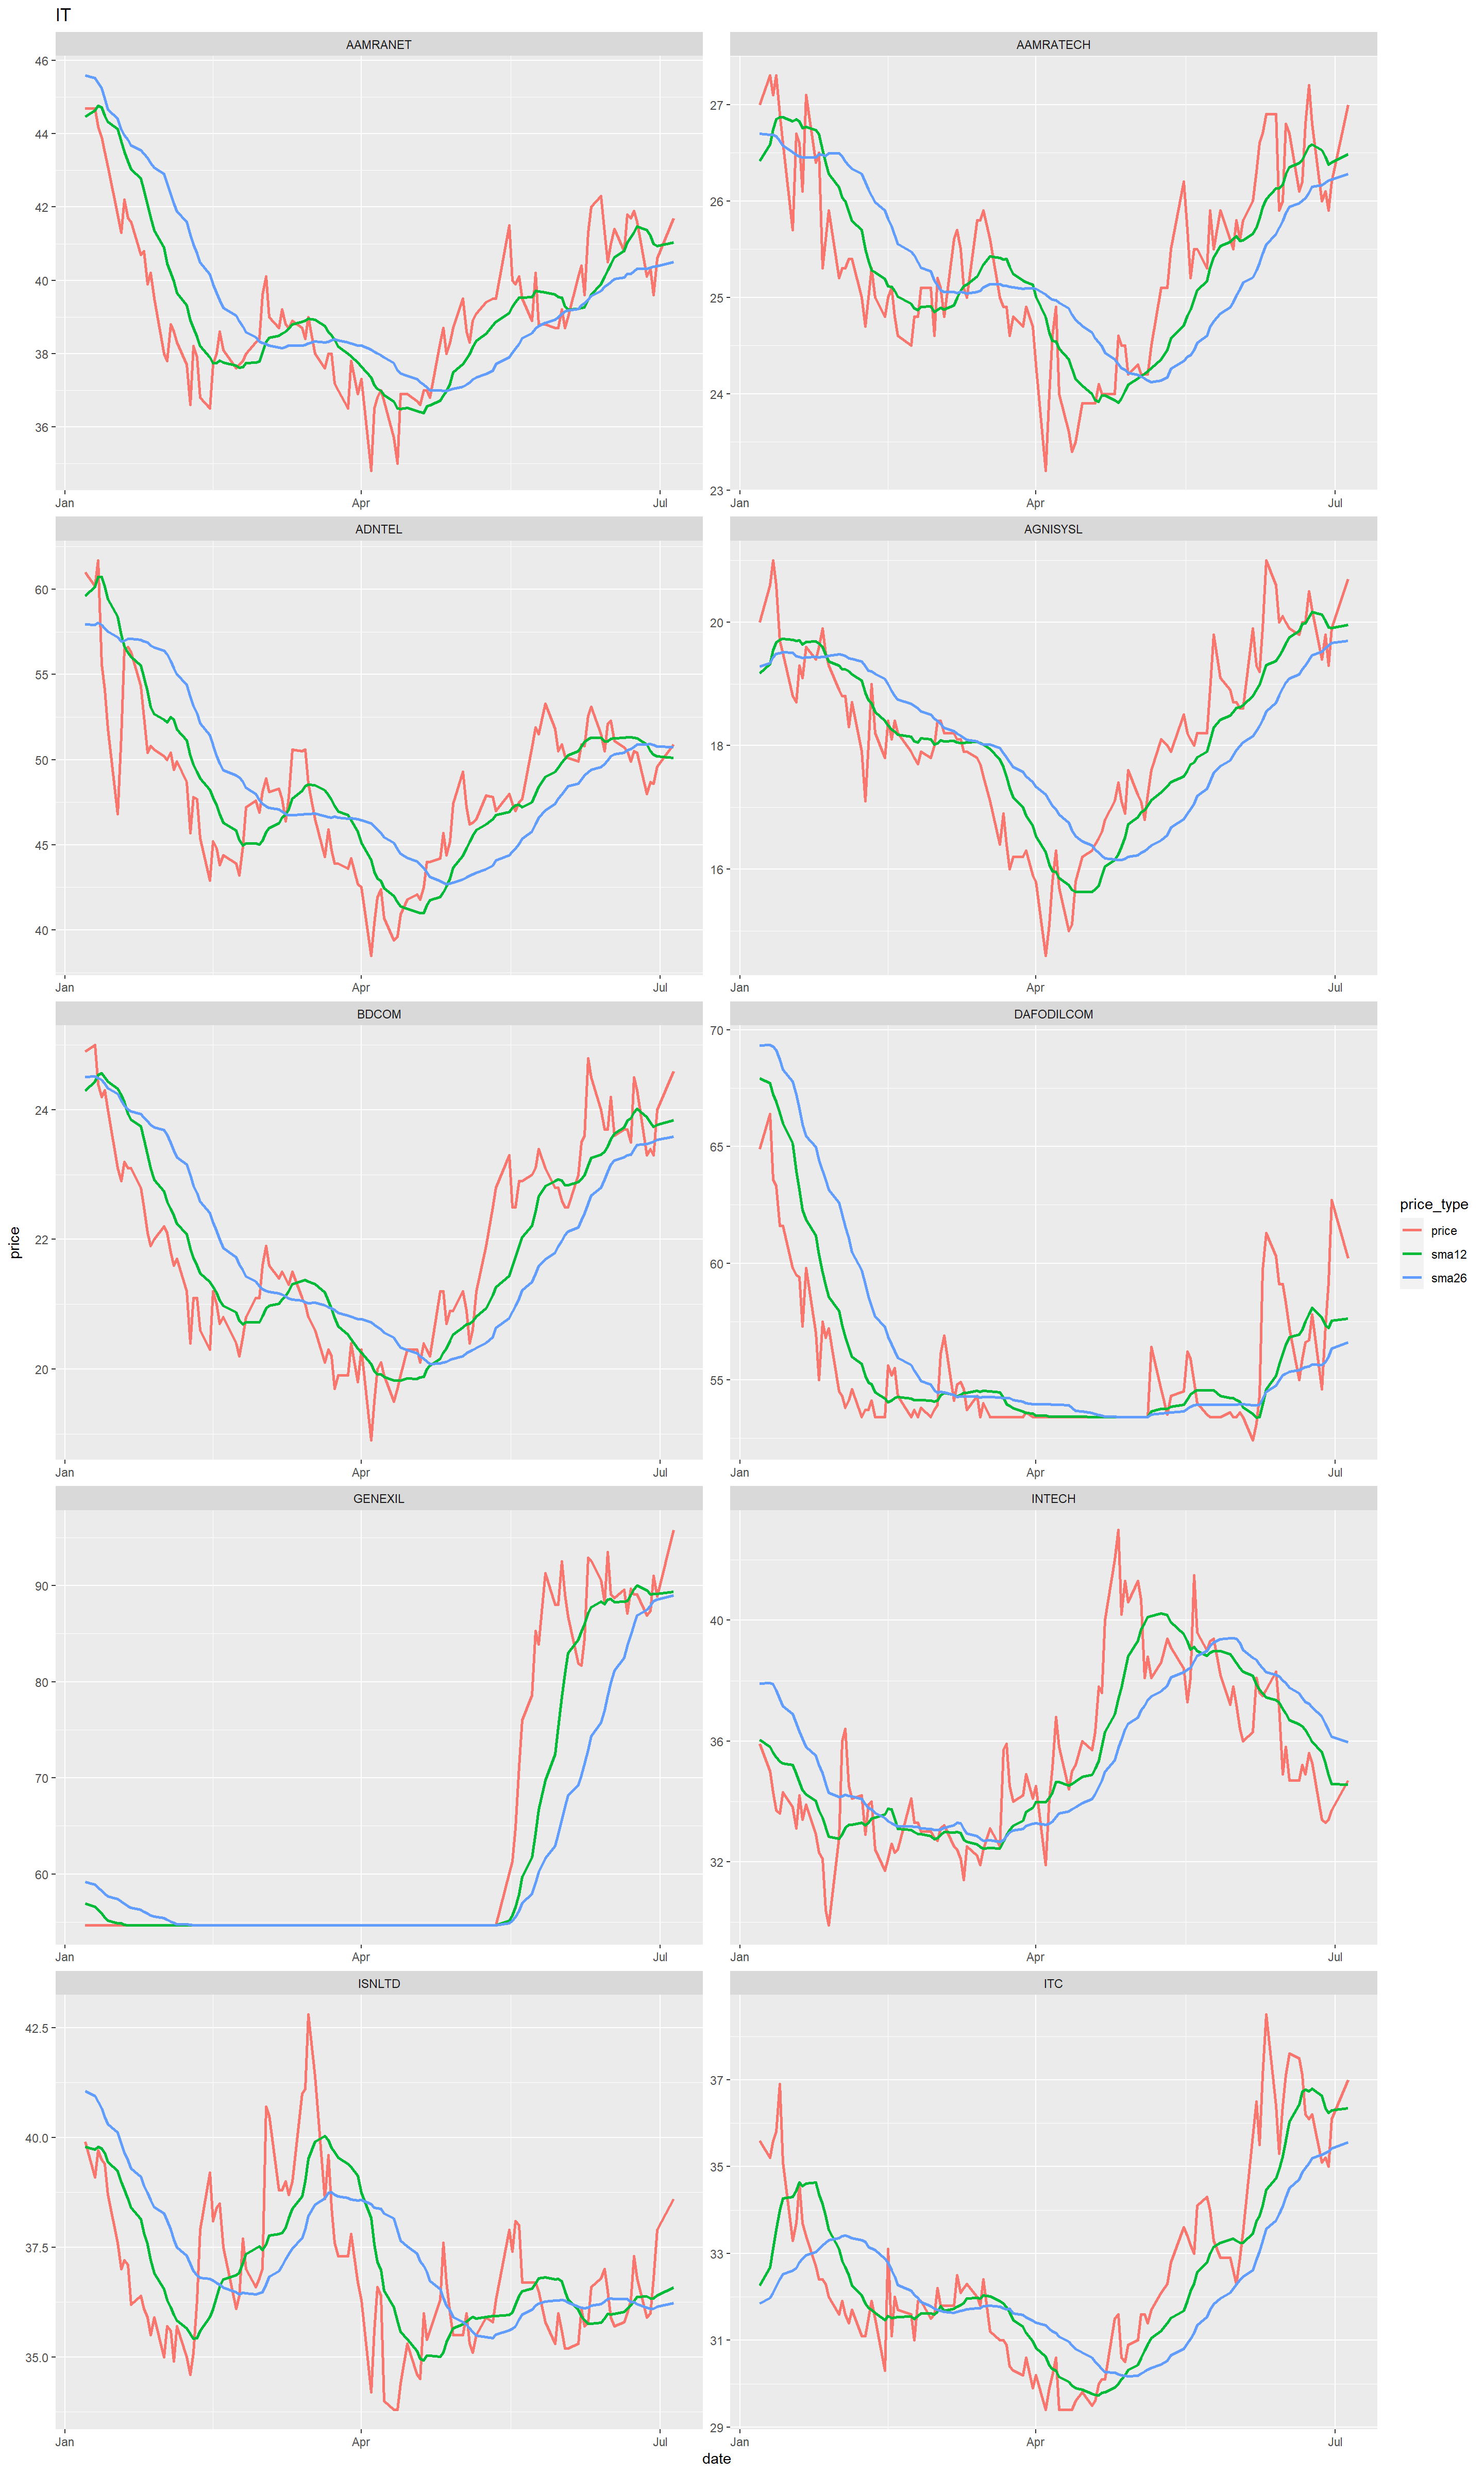 IT
AAMRANET
AAMRATECH
46
44
42
40
38
36
27
26
25
24
23
Jan Apr Jul
Jan Apr Jul
ADNTEL
AGNISYSL
60
55
50
45
40
20
18
16
Jan Apr Jul
Jan Apr Jul
BDCOM
DAFODILCOM
24
22
20
70
65
60
55
Jan Apr Jul
Jan Apr Jul
GENEXIL
INTECH
90
80
70
60
40
36
32
Jan Apr Jul
Jan Apr Jul
ISNLTD
ITC
42.5
40.0
37.5
35.0
37
35
33
31
29
Jan Apr Jul
Jan Apr Jul
date
price
price_type
price
sma12
sma26